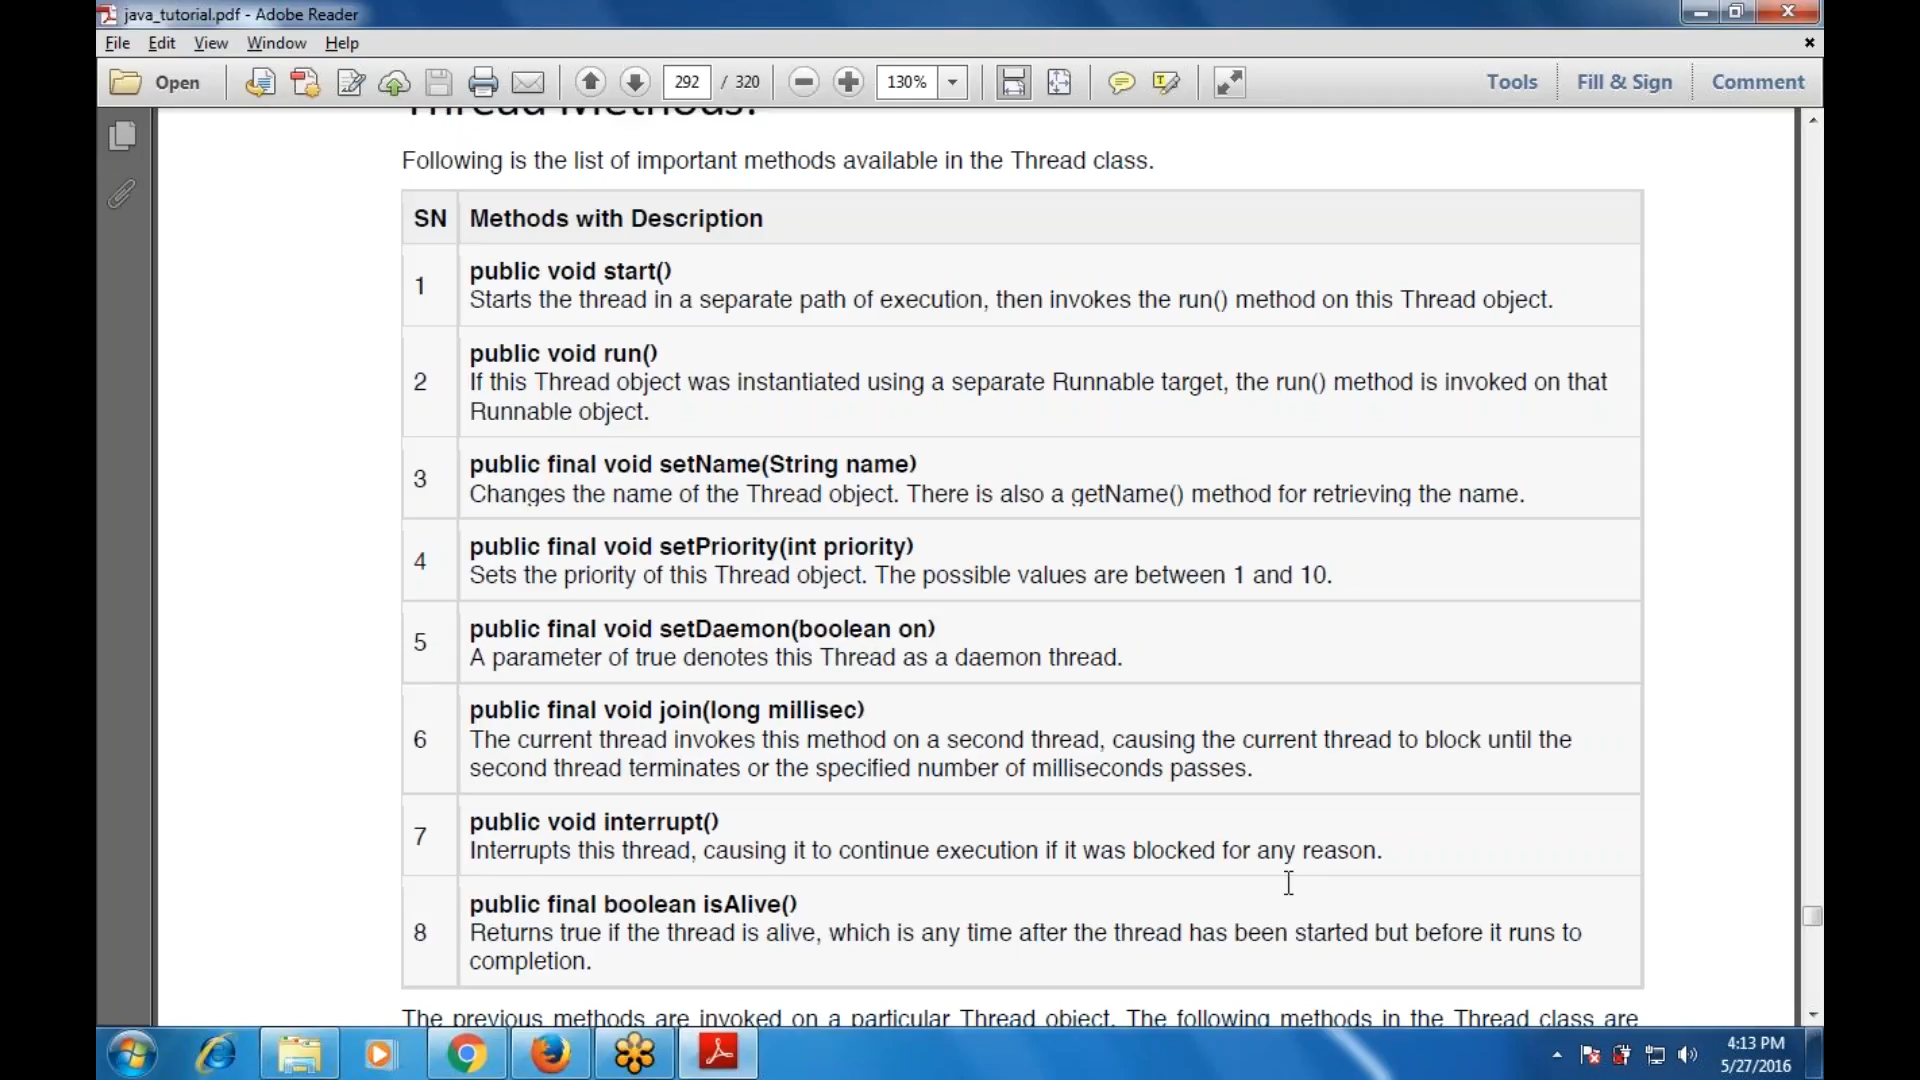 java_tutorial.pdf - Adobe Reader
File Edit View Window Help
Open 292 / 320 130% Tools Fill & Sign Comment
Thread Methods:
Following is the list of important methods available in the Thread class.
SN Methods with Description
1 public void start()
Starts the thread in a separate path of execution, then invokes the run() method on this Thread object.
2 public void run()
If this Thread object was instantiated using a separate Runnable target, the run() method is invoked on that
Runnable object.
3 public final void setName(String name)
Changes the name of the Thread object. There is also a getName() method for retrieving the name.
4 public final void setPriority(int priority)
Sets the priority of this Thread object. The possible values are between 1 and 10.
5 public final void setDaemon(boolean on)
A parameter of true denotes this Thread as a daemon thread.
6 public final void join(long millisec)
The current thread invokes this method on a second thread, causing the current thread to block until the
second thread terminates or the specified number of milliseconds passes.
7 public void interrupt()
Interrupts this thread, causing it to continue execution if it was blocked for any reason.
8 public final boolean isAlive()
Returns true if the thread is alive, which is any time after the thread has been started but before it runs to
completion.
The previous methods are invoked on a particular Thread object. The following methods in the Thread class are
4:13 PM
5/27/2016